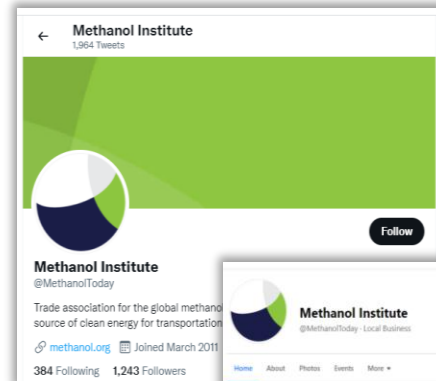 Methanol Institute
1,964 Tweets
Follow
Methanol Institute
@MethanolToday
Trade association for the global methanol
source of clean energy for transportation
methanol.org Joined March 2011
384 Following 1,243 Followers
Methanol Institute
@MethanolToday · Local Business
Home About Photos Events More